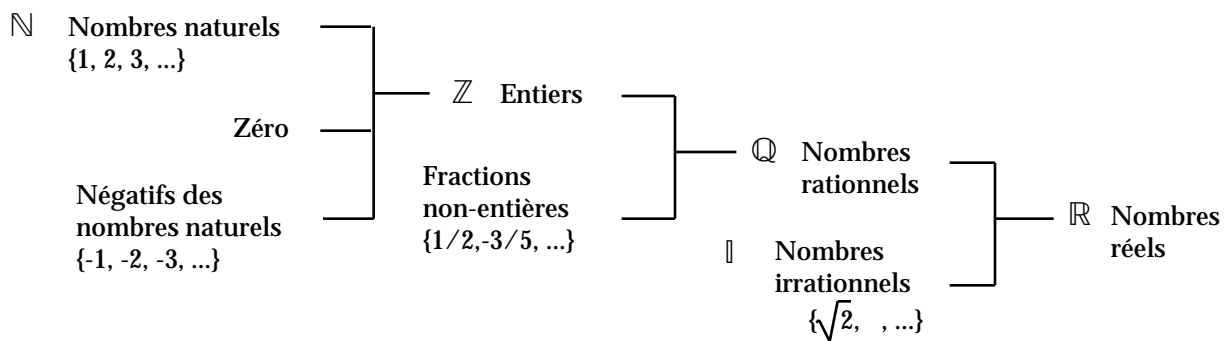 ℕ Nombres naturels
{1, 2, 3, ...}
Zéro
Négatifs des
nombres naturels
{-1, -2, -3, ...}
ℤ Entiers
Fractions
non-entières
{1/2,-3/5, ...}
ℚ Nombres
rationnels
𝕀 Nombres
irrationnels
{√2, , ...}
ℝ Nombres
réels